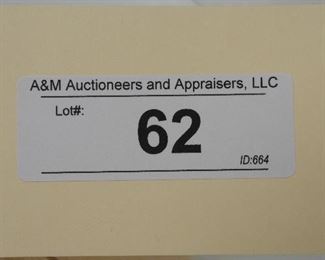 A&M Auctioneers and Appraisers, LLC
Lot#:
62
ID:664